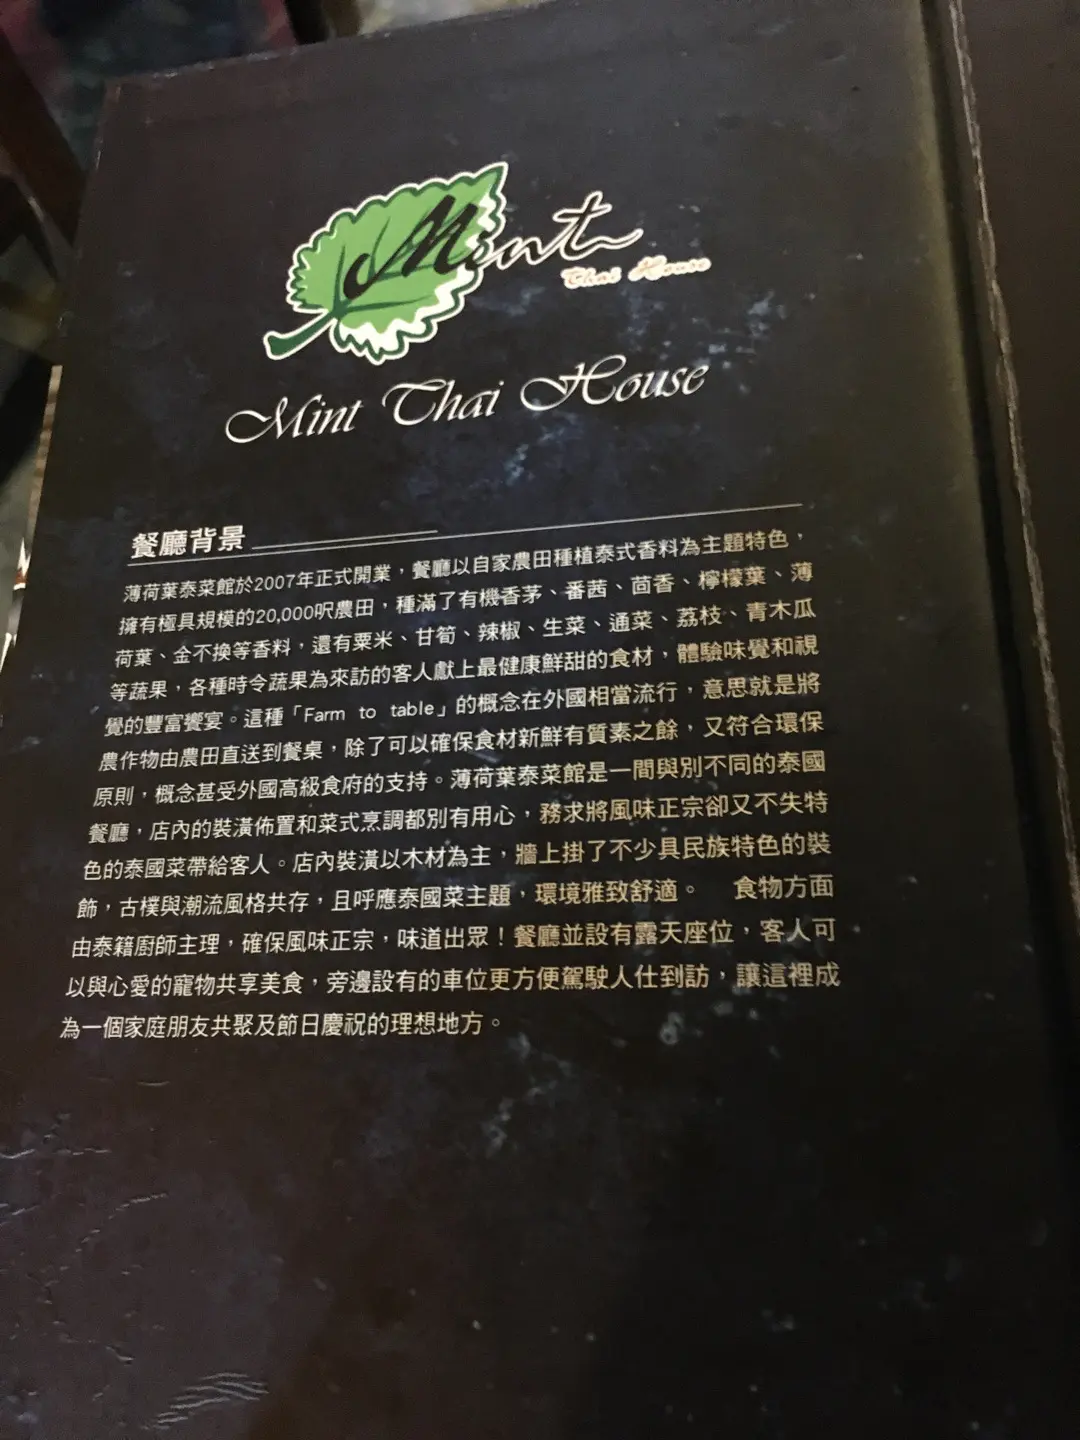 Mint
Thai House
Mint Thai House
餐廳背景
薄荷葉泰菜館於2007年正式開業，餐廳以自家農田種植泰式香料為主題特色，
擁有極具規模的20,000呎農田，種滿了有機香茅、番茜、茴香、檸檬葉、薄
荷葉、金不換等香料，還有粟米、甘筍、辣椒、生菜、通菜、荔枝、青木瓜
等蔬果，各種時令蔬果為來訪的客人獻上最健康鮮甜的食材，體驗味覺和視
覺的豐富饗宴。這種「Farm to table」的概念在外國相當流行，意思就是將
農作物由農田直送到餐桌，除了可以確保食材新鮮有質素之餘，又符合環保
原則，概念甚受外國高級食府的支持。薄荷葉泰菜館是一間與別不同的泰國
餐廳，店內的裝潢佈置和菜式烹調都別有用心，務求將風味正宗卻又不失特
色的泰國菜帶給客人。店內裝潢以木材為主，牆上掛了不少具民族特色的裝
飾，古樸與潮流風格共存，且呼應泰國菜主題，環境雅致舒適。 食物方面
由泰籍廚師主理，確保風味正宗，味道出眾！餐廳並設有露天座位，客人可
以與心愛的寵物共享美食，旁邊設有的車位更方便駕駛人仕到訪，讓這裡成
為一個家庭朋友共聚及節日慶祝的理想地方。